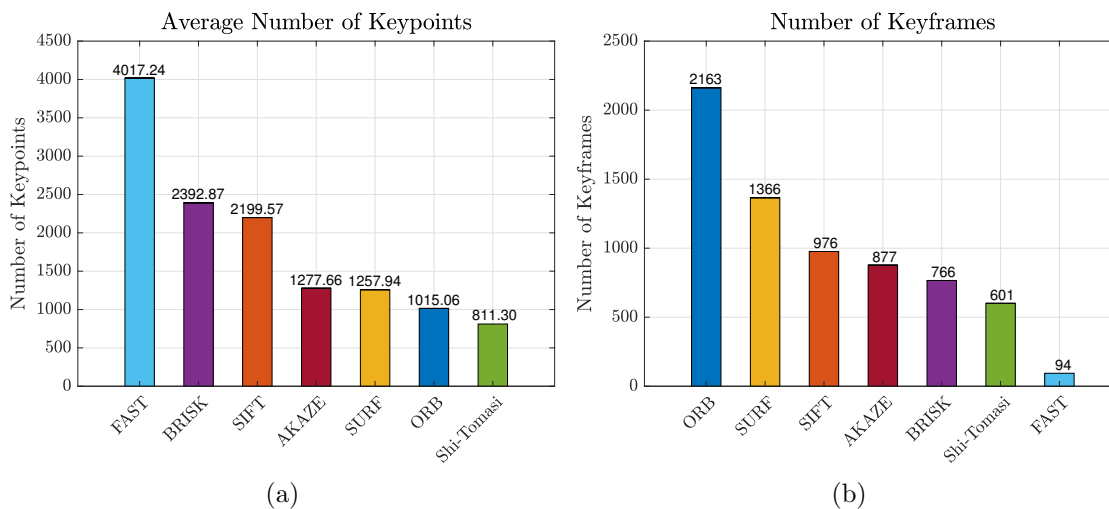 Average Number of Keypoints
Number of Keypoints
4500
4000
3500
3000
2500
2000
1500
1000
500
0
4017.24
2392.87
2199.57
1277.66
1257.94
1015.06
811.30
FAST
BRISK
SIFT
AKAZE
SURF
ORB
Shi-Tomasi
(a)
Number of Keyframes
Number of Keyframes
2500
2000
1500
1000
500
0
2163
1366
976
877
766
601
94
ORB
SURF
SIFT
AKAZE
BRISK
Shi-Tomasi
FAST
(b)